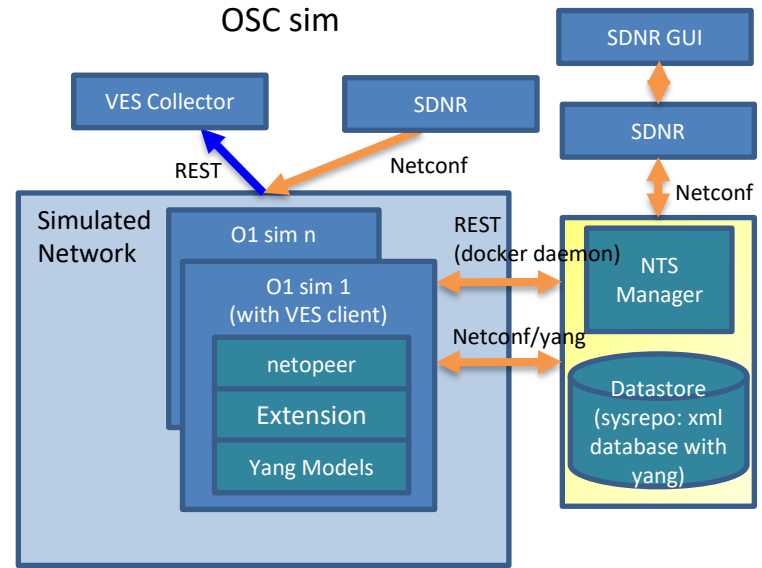 OSC sim
SDNR GUI
VES Collector
SDNR
SDNR
REST
Netconf
Netconf
Simulated
Network
O1 sim n
REST
(docker daemon)
NTS
Manager
O1 sim 1
(with VES client)
Netconf/yang
netopeer
Extension
Yang Models
Datastore
(sysrepo: xml
database with
yang)